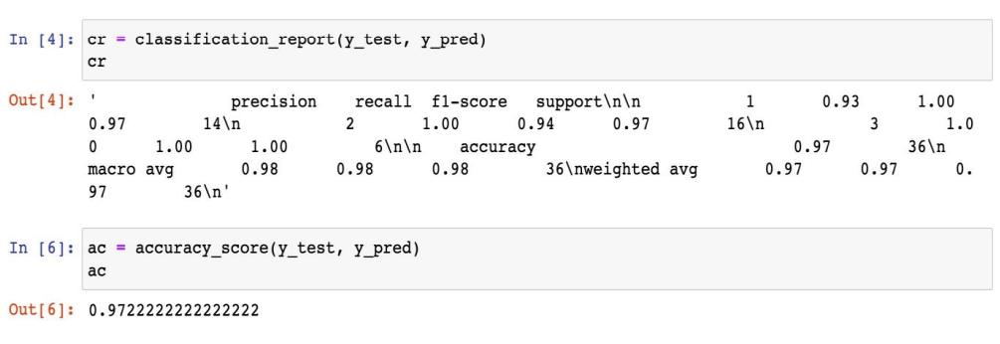 In [4]: cr = classification_report(y_test, y_pred)
cr
Out[4]: '              precision    recall  f1-score   support\n\n           1       0.93      1.00
0.97        14\n           2       1.00      0.94      0.97        16\n           3       1.0
0      1.00      1.00         6\n\n    accuracy                           0.97        36\n
macro avg       0.98      0.98      0.98        36\nweighted avg       0.97      0.97      0.
97        36\n'
In [6]: ac = accuracy_score(y_test, y_pred)
ac
Out[6]: 0.9722222222222222